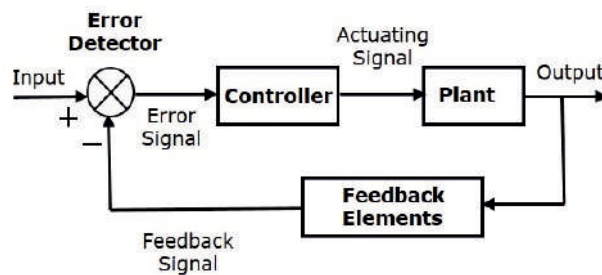 Error
Detector
Input
+
−
Error
Signal
Controller
Actuating
Signal
Plant
Output
Feedback
Elements
Feedback
Signal